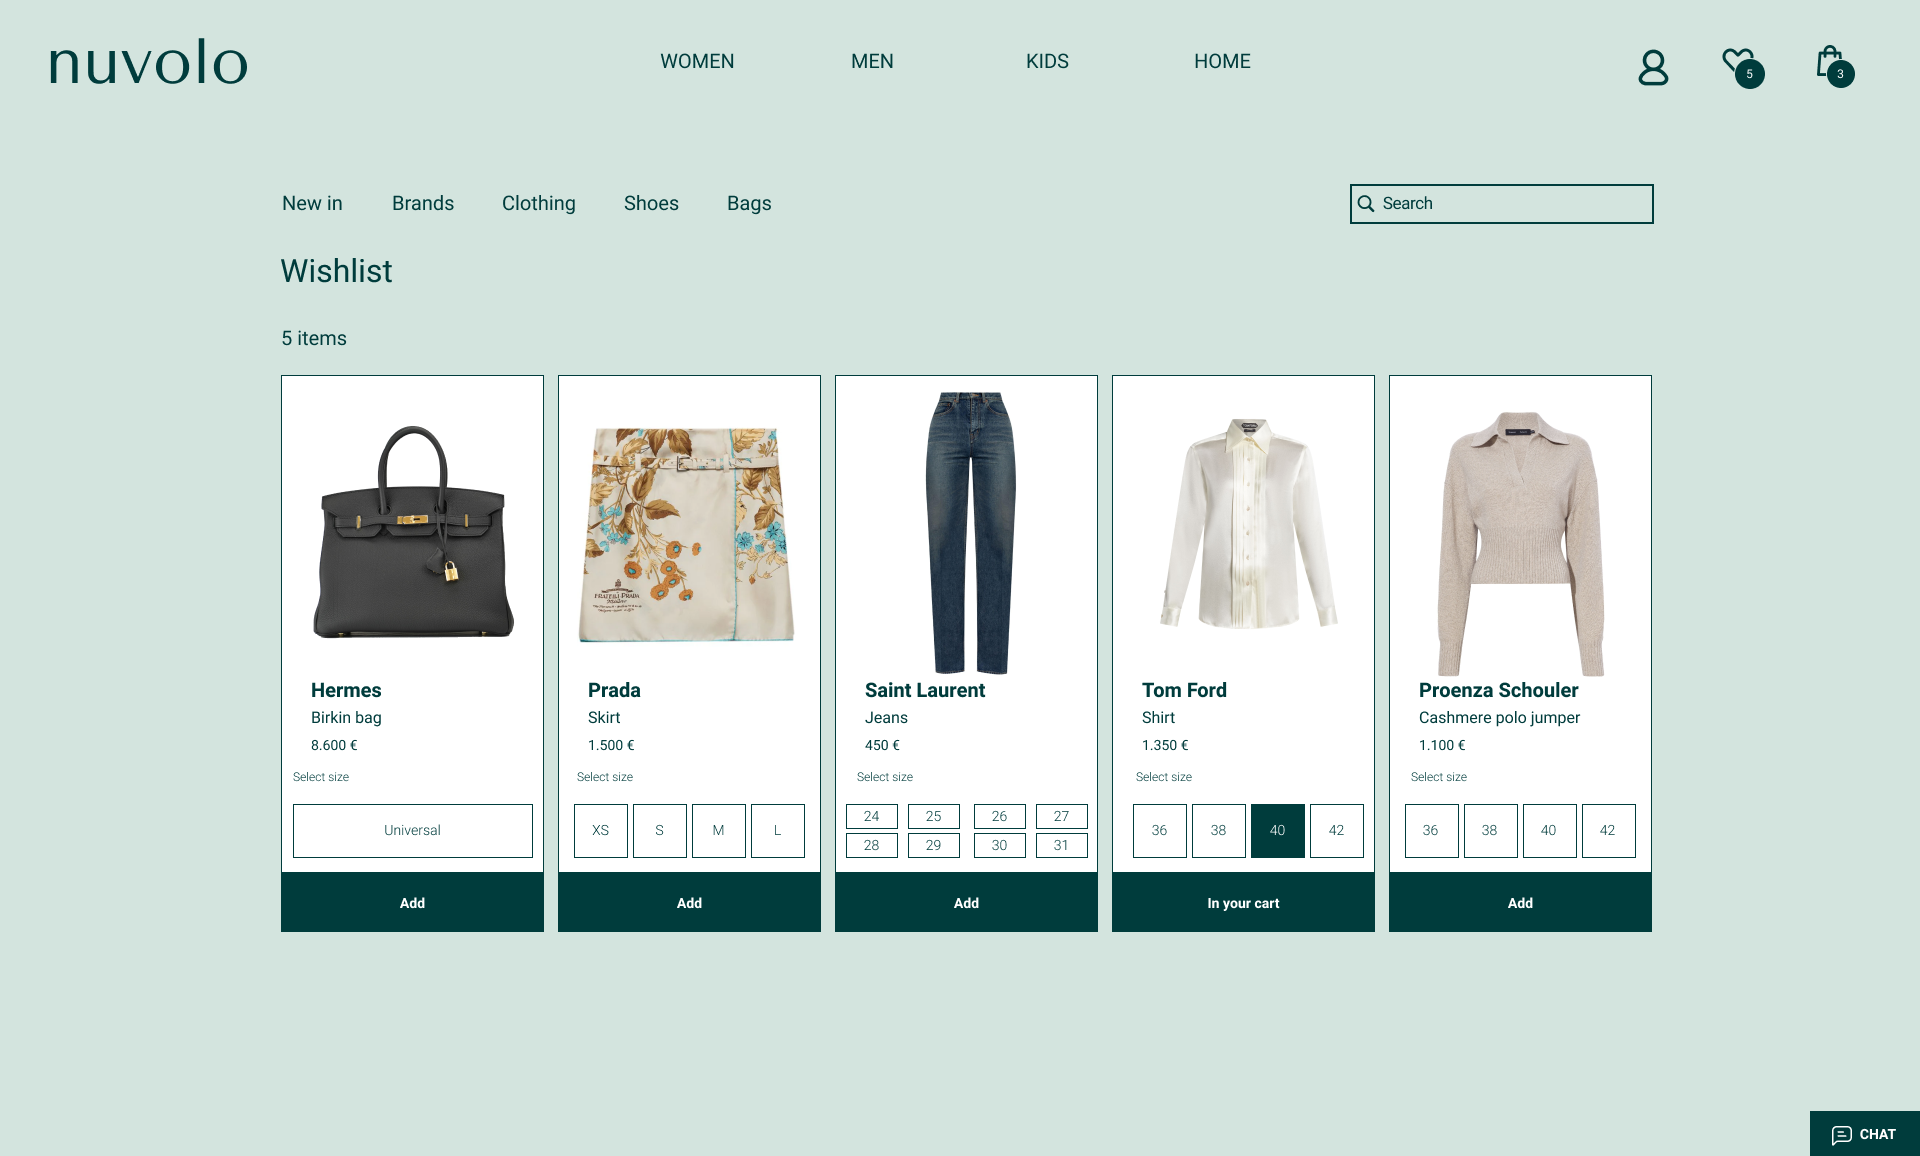 nuvolo
WOMEN MEN KIDS HOME
5
3
New in Brands Clothing Shoes Bags
Search
Wishlist
5 items
FRATELLI PRADA
Hermes
Birkin bag
8.600 €
Select size
Universal
Add
Prada
Skirt
1.500 €
Select size
XS S M L
Add
Saint Laurent
Jeans
450 €
Select size
24 25 26 27
28 29 30 31
Add
Tom Ford
Shirt
1.350 €
Select size
36 38 40 42
In your cart
Proenza Schouler
Cashmere polo jumper
1.100 €
Select size
36 38 40 42
Add
CHAT